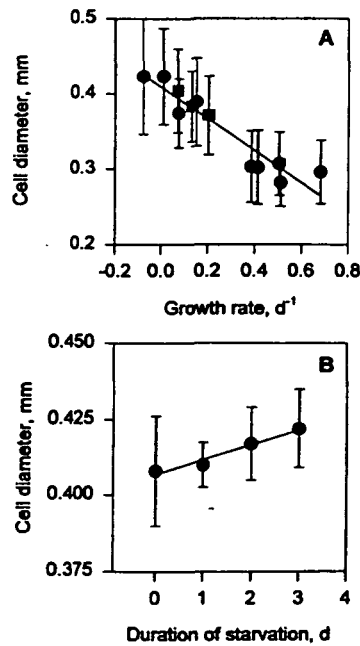 A
0.5
0.4
0.3
0.2
Cell diameter, mm
-0.2 0.0 0.2 0.4 0.6 0.8
Growth rate, d-1
B
0.450
0.425
0.400
0.375
Cell diameter, mm
0 1 2 3 4
Duration of starvation, d